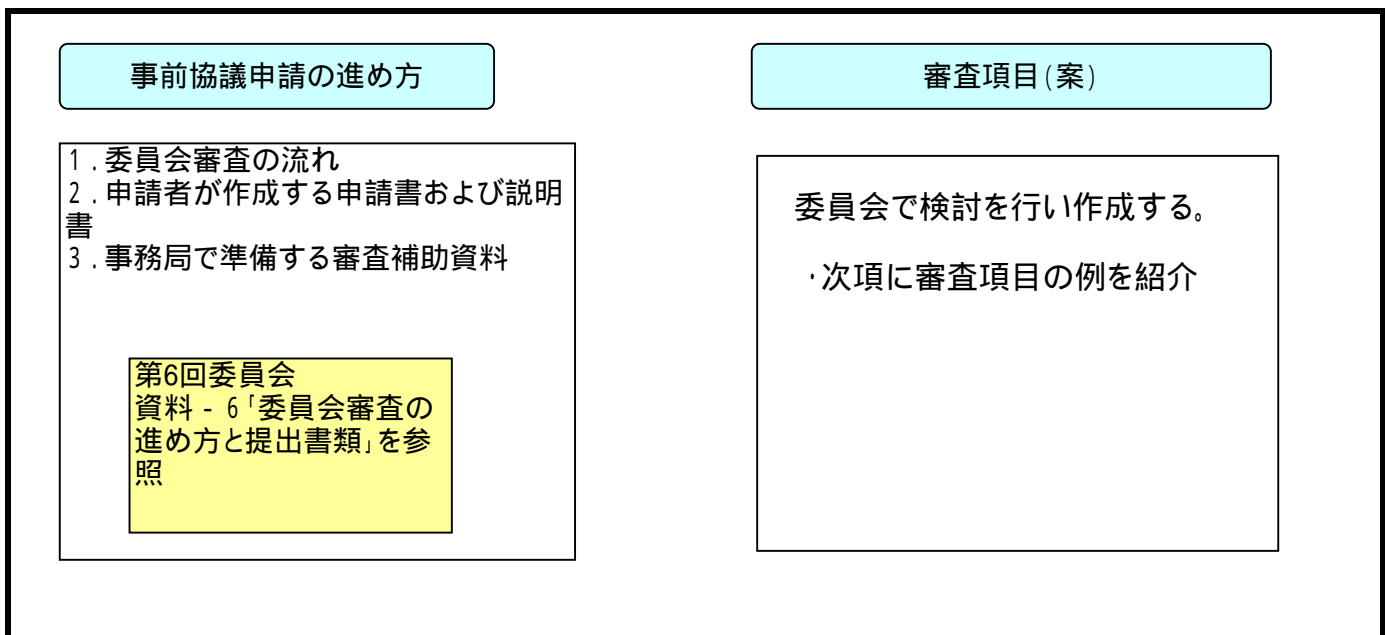 事前協議申請の進め方
1.委員会審査の流れ
2.申請者が作成する申請書および説明
書
3.事務局で準備する審査補助資料
第6回委員会
資料-6「委員会審査の
進め方と提出書類」を参
照
審査項目(案)
委員会で検討を行い作成する。
・次項に審査項目の例を紹介